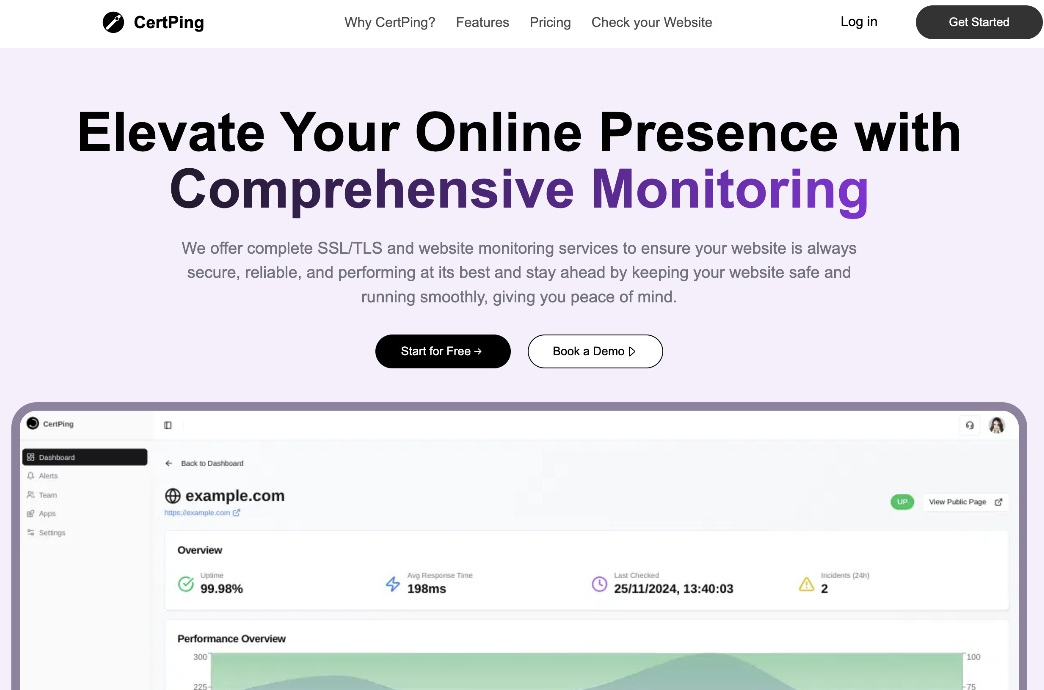 CertPing
Why CertPing? Features Pricing Check your Website
Log in
Get Started
Elevate Your Online Presence with
Comprehensive Monitoring
We offer complete SSL/TLS and website monitoring services to ensure your website is always
secure, reliable, and performing at its best and stay ahead by keeping your website safe and
running smoothly, giving you peace of mind.
Start for Free →
Book a Demo
CertPing
Dashboard
Alerts
Team
Apps
Settings
← Back to Dashboard
example.com
https://example.com
UP
View Public Page
Overview
Uptime
99.98%
Avg Response Time
198ms
Last Checked
25/11/2024, 13:40:03
Incidents (24h)
2
Performance Overview
300
100
225
75